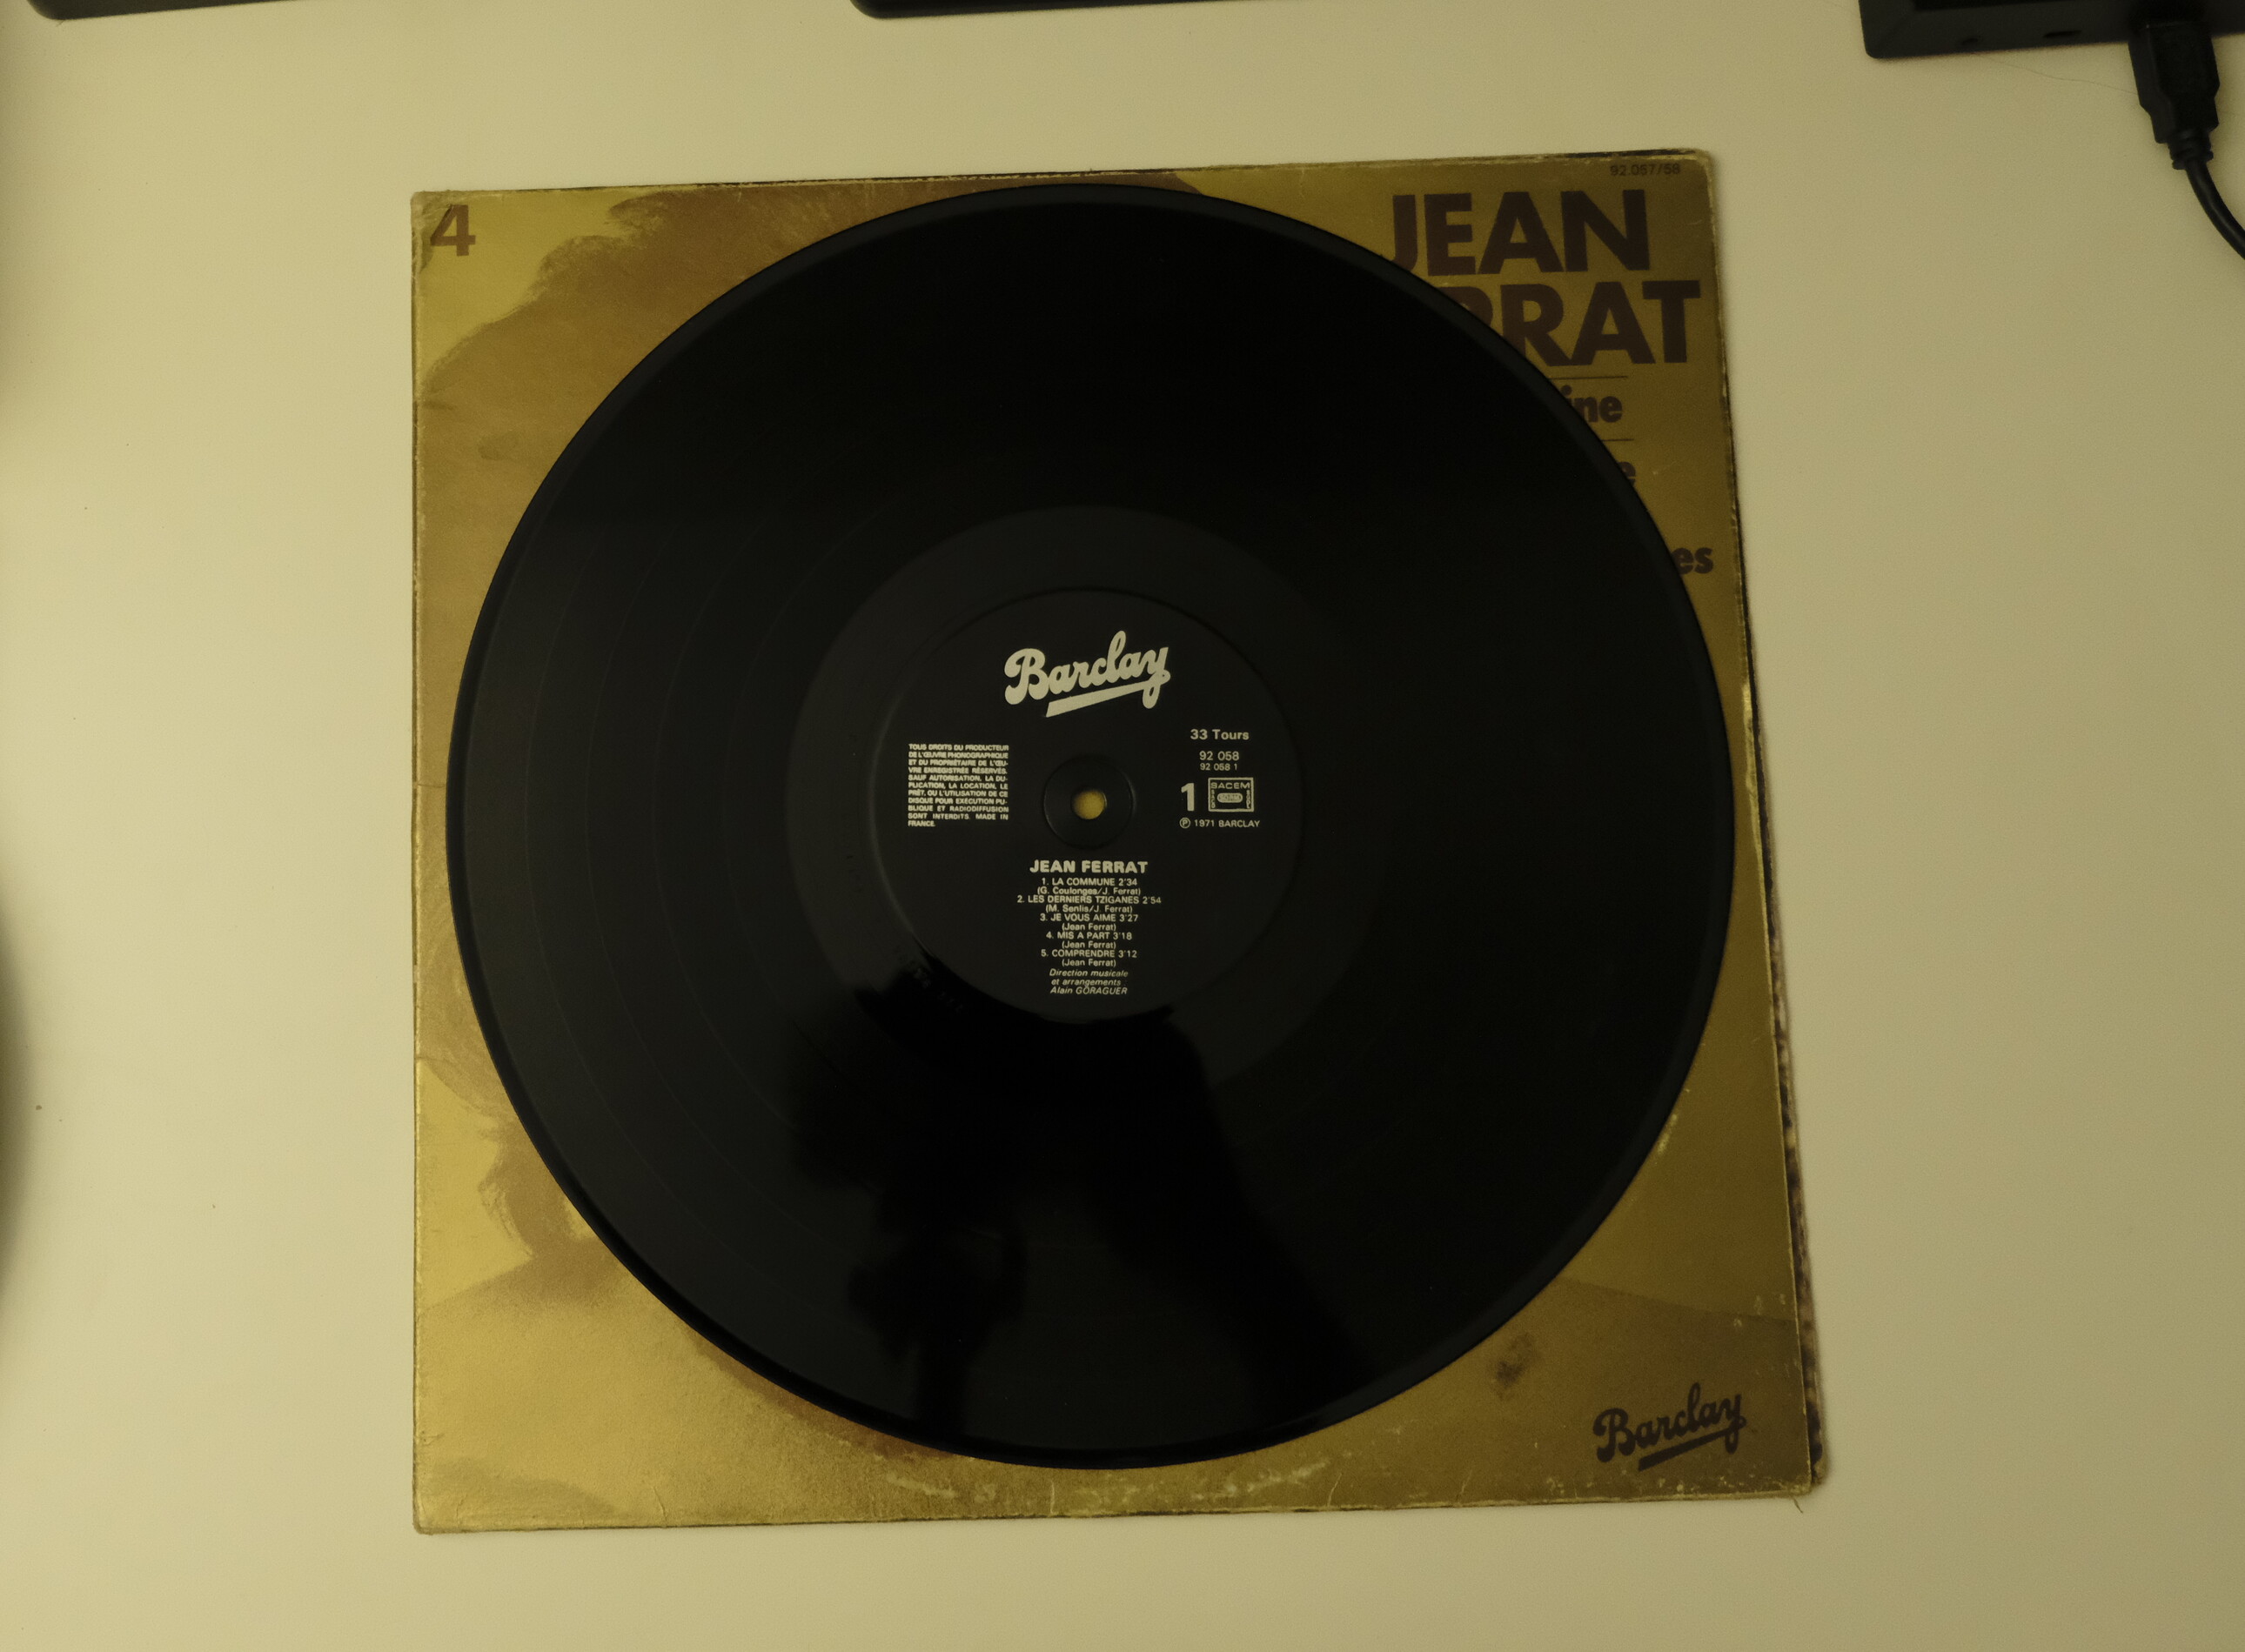 4
92.057/58
JEAN
RRAT
ine
e
es
Barclay
33 Tours
92 058
92 058 1
1
SACEM
℗ 1971 BARCLAY
TOUS DROITS DU PRODUCTEUR
DE L'ŒUVRE PHONOGRAPHIQUE
ET DU PROPRIÉTAIRE DE L'ŒU-
VRE ENREGISTRÉE RÉSERVÉS.
SAUF AUTORISATION, LA DU-
PLICATION, LA LOCATION, LE
PRÊT, OU L'UTILISATION DE CE
DISQUE POUR EXÉCUTION PU-
BLIQUE ET RADIODIFFUSION
SONT INTERDITS. MADE IN
FRANCE.
JEAN FERRAT
1. LA COMMUNE 2'34
(G. Coulonges/J. Ferrat)
2. LES DERNIERS TZIGANES 2'54
(M. Senlis/J. Ferrat)
3. JE VOUS AIME 3'27
(Jean Ferrat)
4. MIS A PART 3'18
(Jean Ferrat)
5. COMPRENDRE 3'12
(Jean Ferrat)
Direction musicale
et arrangements
Alain GORAGUER
Barclay